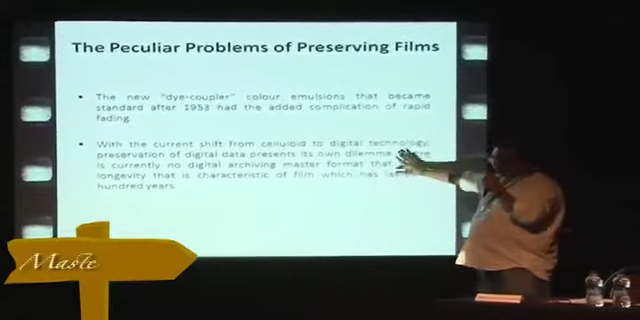 The Peculiar Problems of Preserving Films
• The new "dye-coupler" colour emulsions that became
standard after 1953 had the added complication of rapid
fading.
• With the current shift from celluloid to digital technology,
preservation of digital data presents its own dilemma
is currently no digital archiving master format that
longevity that is characteristic of film which has
hundred years.
Maste